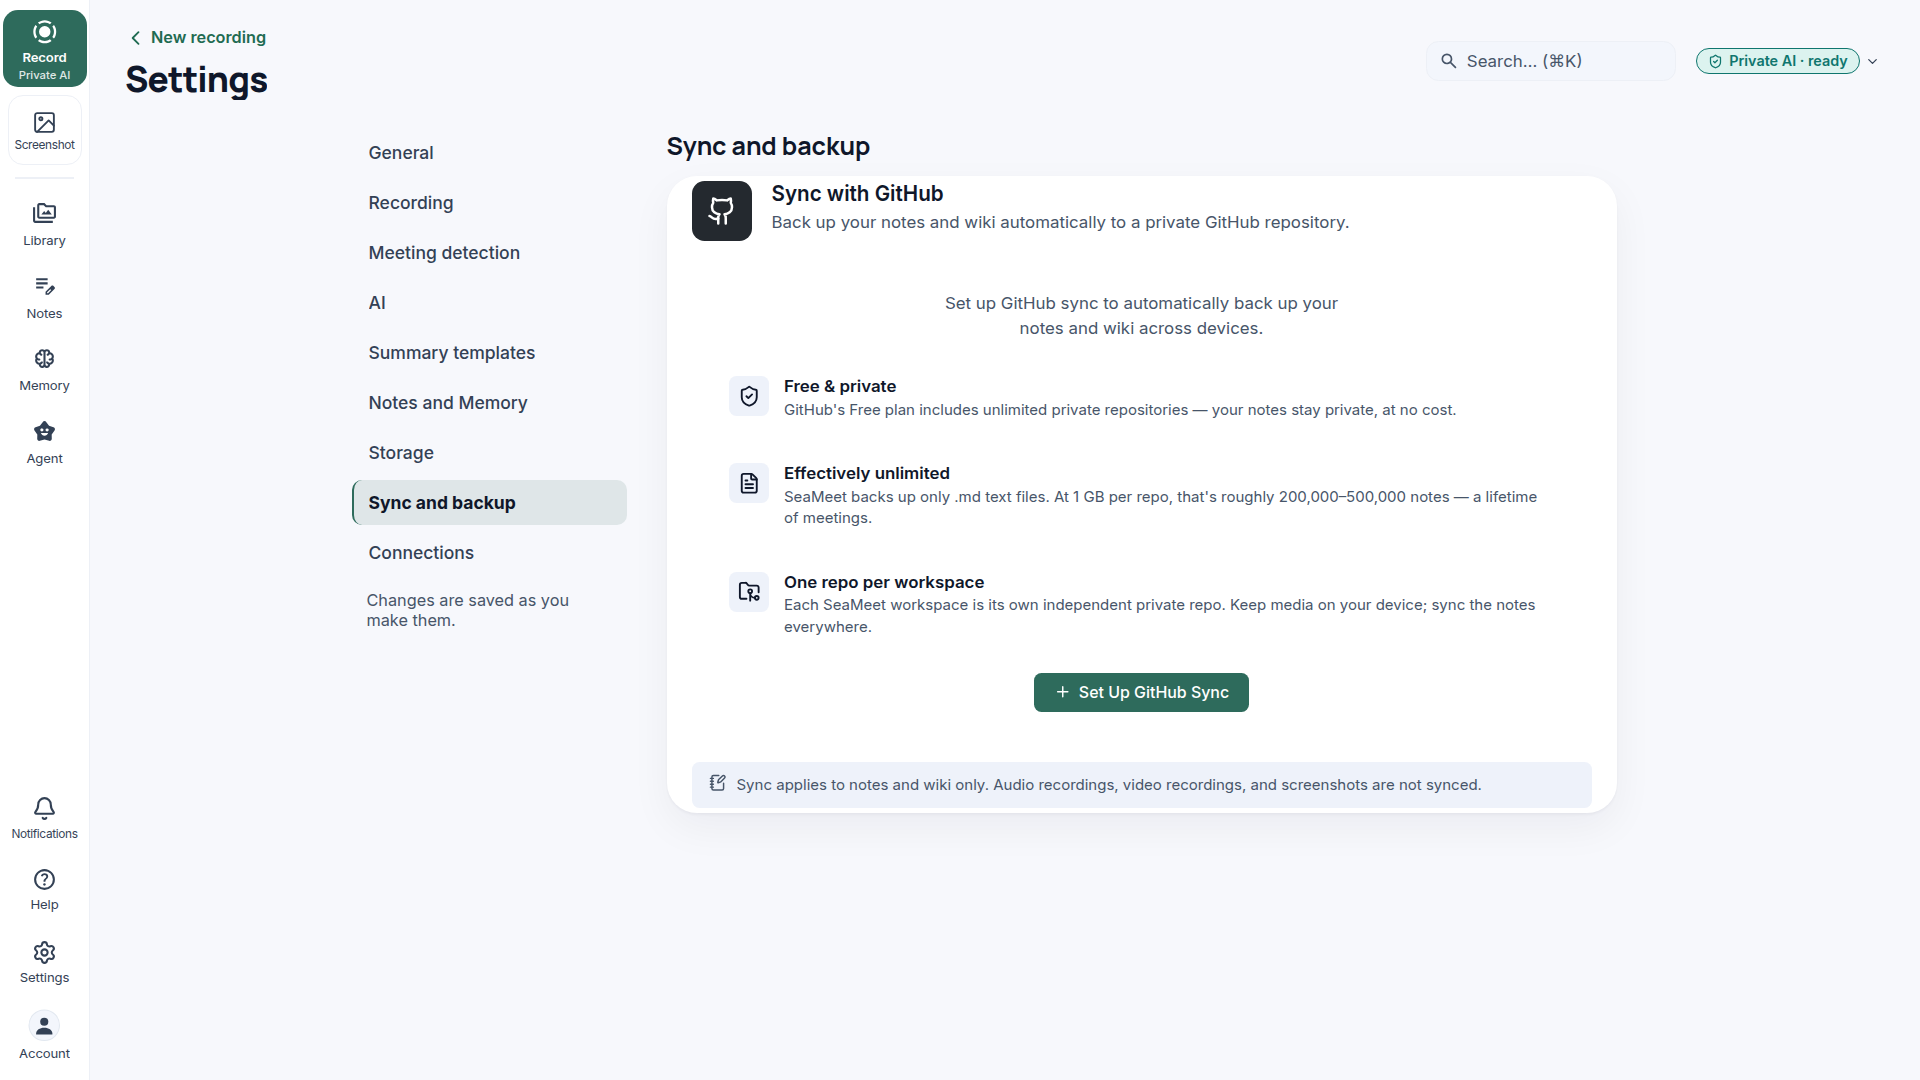 Record
Private AI
Screenshot
Library
Notes
Memory
Agent
Notifications
Help
Settings
Account
New recording
Settings
Search... (⌘K)
Private AI · ready
General
Recording
Meeting detection
AI
Summary templates
Notes and Memory
Storage
Sync and backup
Connections
Changes are saved as you
make them.
Sync and backup
Sync with GitHub
Back up your notes and wiki automatically to a private GitHub repository.
Set up GitHub sync to automatically back up your
notes and wiki across devices.
Free & private
GitHub's Free plan includes unlimited private repositories — your notes stay private, at no cost.
Effectively unlimited
SeaMeet backs up only .md text files. At 1 GB per repo, that's roughly 200,000–500,000 notes — a lifetime
of meetings.
One repo per workspace
Each SeaMeet workspace is its own independent private repo. Keep media on your device; sync the notes
everywhere.
Set Up GitHub Sync
Sync applies to notes and wiki only. Audio recordings, video recordings, and screenshots are not synced.